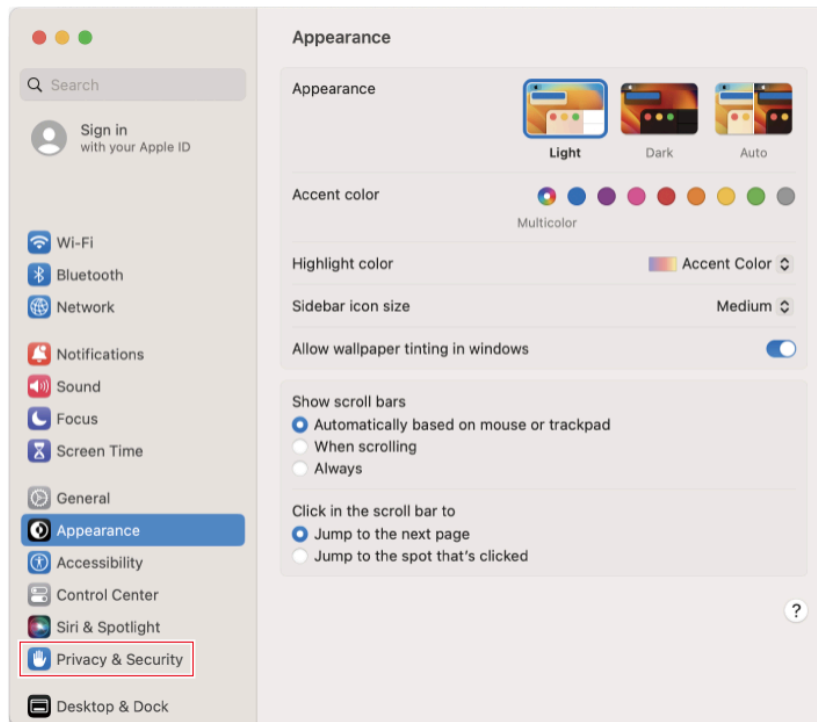 Search
Sign in
with your Apple ID
Wi-Fi
Bluetooth
Network
Notifications
Sound
Focus
Screen Time
General
Appearance
Accessibility
Control Center
Siri & Spotlight
Privacy & Security
Desktop & Dock
Appearance
Appearance
Light
Dark
Auto
Accent color
Multicolor
Highlight color
Accent Color
Sidebar icon size
Medium
Allow wallpaper tinting in windows
Show scroll bars
Automatically based on mouse or trackpad
When scrolling
Always
Click in the scroll bar to
Jump to the next page
Jump to the spot that's clicked
?